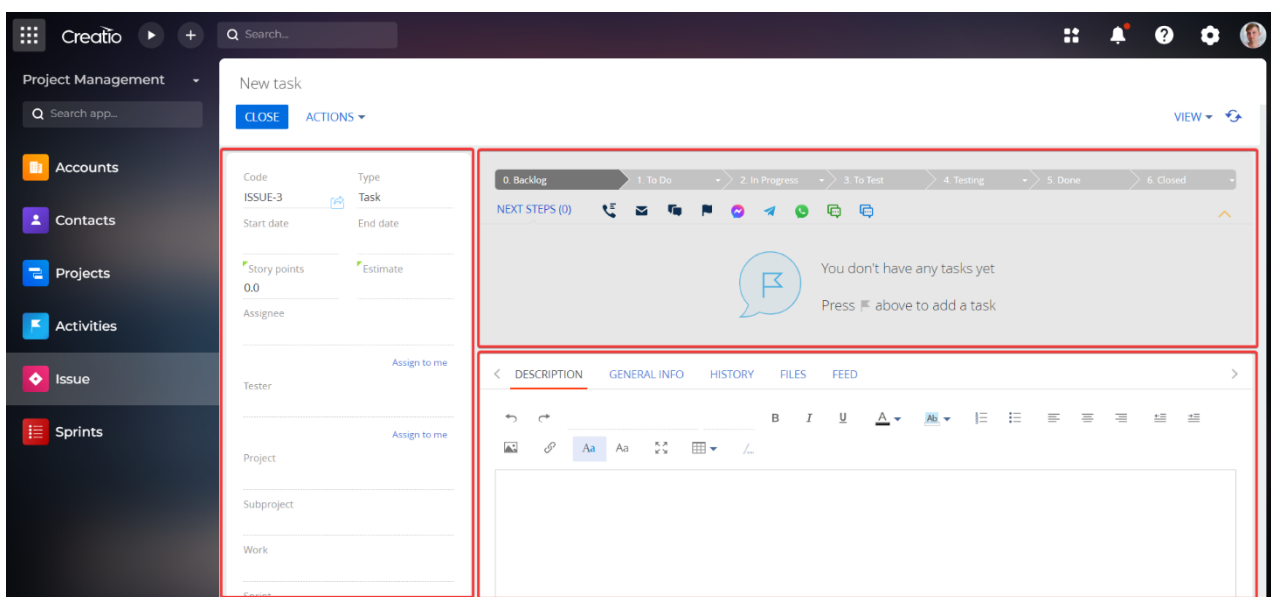 Creatio
Search...
Project Management
Search app...
Accounts
Contacts
Projects
Activities
Issue
Sprints
New task
CLOSE ACTIONS
VIEW
Code Type
ISSUE-3 Task
Start date End date
Story points Estimate
0.0
Assignee
Assign to me
Tester
Assign to me
Project
Subproject
Work
Sprint
0. Backlog 1. To Do 2. In Progress 3. To Test 4. Testing 5. Done 6. Closed
NEXT STEPS (0)
You don't have any tasks yet
Press above to add a task
DESCRIPTION GENERAL INFO HISTORY FILES FEED
B I U A Ab
Aa Aa